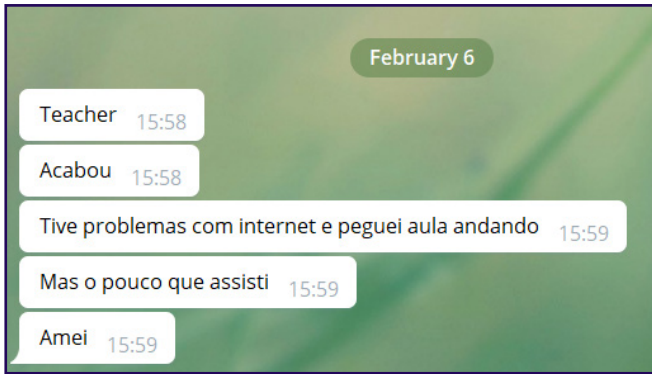 February 6
Teacher 15:58
Acabou 15:58
Tive problemas com internet e peguei aula andando 15:59
Mas o pouco que assisti 15:59
Amei 15:59